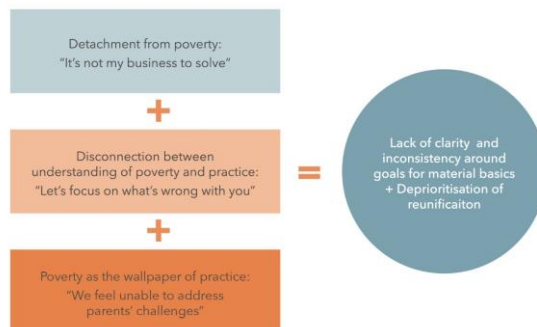 Detachment from poverty:
"It's not my business to solve"
+
Disconnection between
understanding of poverty and practice:
"Let's focus on what's wrong with you"
+
Poverty as the wallpaper of practice:
"We feel unable to address
parents' challenges"
=
Lack of clarity and
inconsistency around
goals for material basics
+ Deprioritisation of
reunificaiton